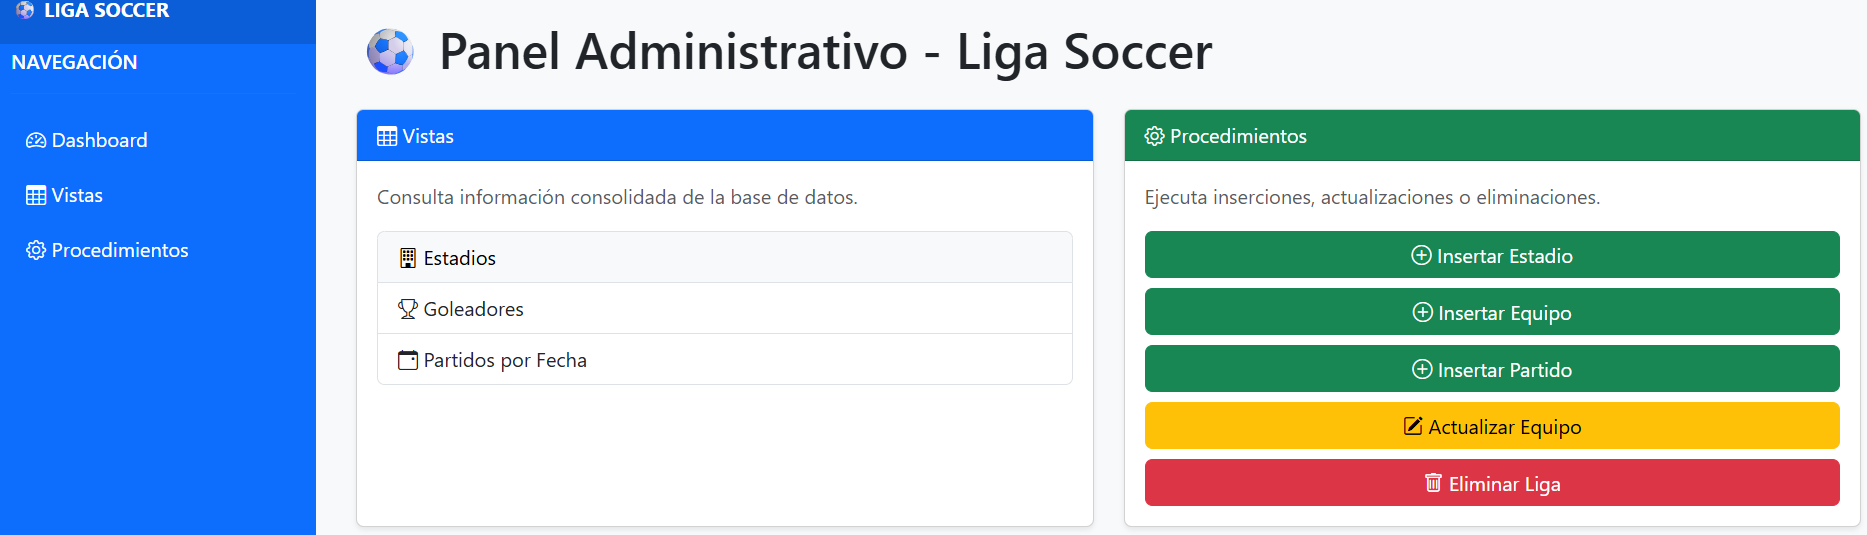 LIGA SOCCER
NAVEGACIÓN
Dashboard
Vistas
Procedimientos
Panel Administrativo - Liga Soccer
Vistas
Consulta información consolidada de la base de datos.
Estadios
Goleadores
Partidos por Fecha
Procedimientos
Ejecuta inserciones, actualizaciones o eliminaciones.
Insertar Estadio
Insertar Equipo
Insertar Partido
Actualizar Equipo
Eliminar Liga